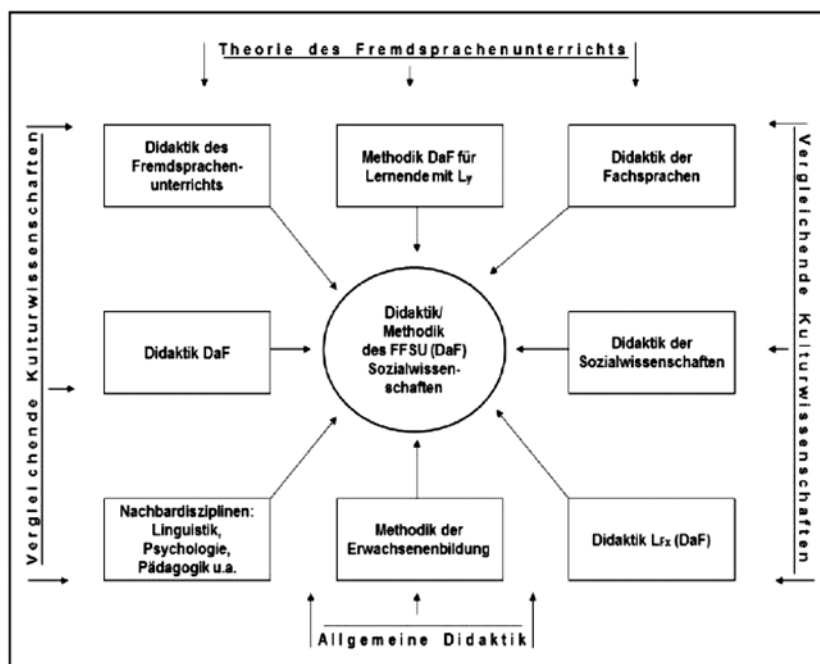 Theorie des Fremdsprachenunterrichts
Vergleichende Kulturwissenschaften
Didaktik des
Fremdsprachen-
unterrichts
Methodik DaF für
Lernende mit Ly
Didaktik der
Fachsprachen
Vergleichende Kulturwissenschaften
Didaktik DaF
Didaktik/
Methodik
des FFSU (DaF)
Sozialwissen-
schaften
Didaktik der
Sozialwissenschaften
Nachbardisziplinen:
Linguistik,
Psychologie,
Pädagogik u.a.
Methodik der
Erwachsenenbildung
Didaktik LFx (DaF)
Allgemeine Didaktik